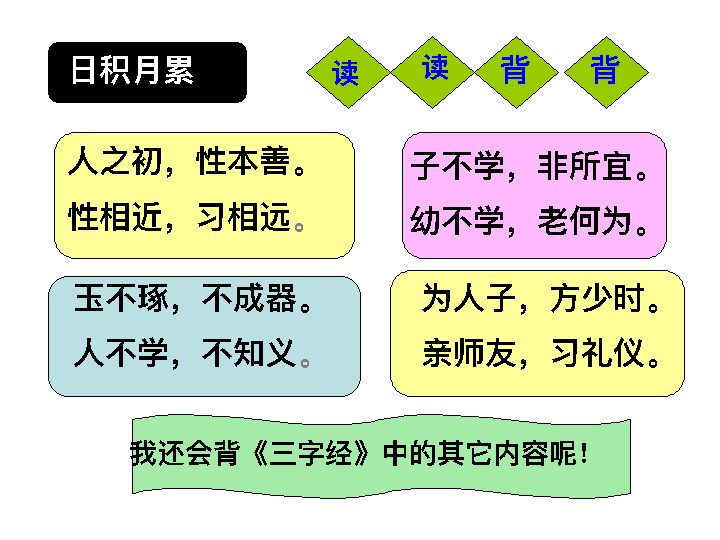 日积月累
读 读 背 背
人之初，性本善。
性相近，习相远。
子不学，非所宜。
幼不学，老何为。
玉不琢，不成器。
人不学，不知义。
为人子，方少时。
亲师友，习礼仪。
我还会背《三字经》中的其它内容呢！